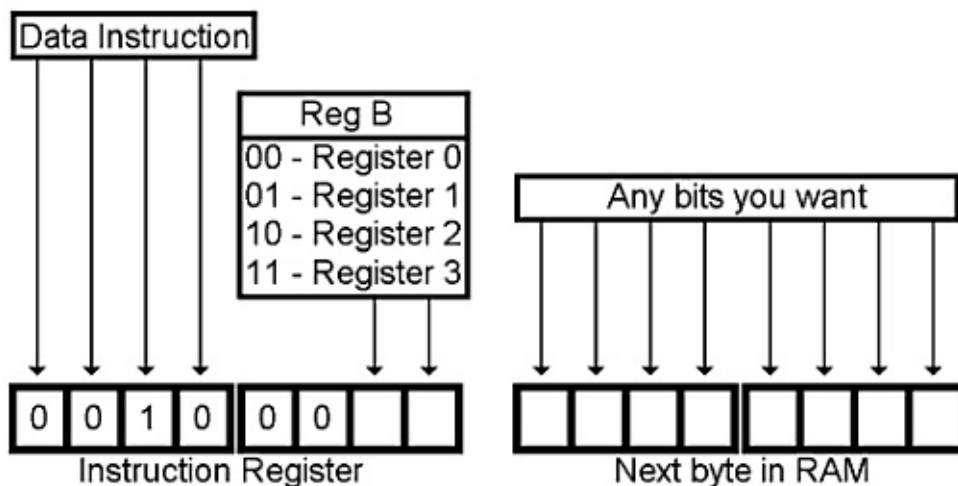 Data Instruction
Reg B
00 - Register 0
01 - Register 1
10 - Register 2
11 - Register 3
Any bits you want
0 0 1 0 0 0
Instruction Register
Next byte in RAM